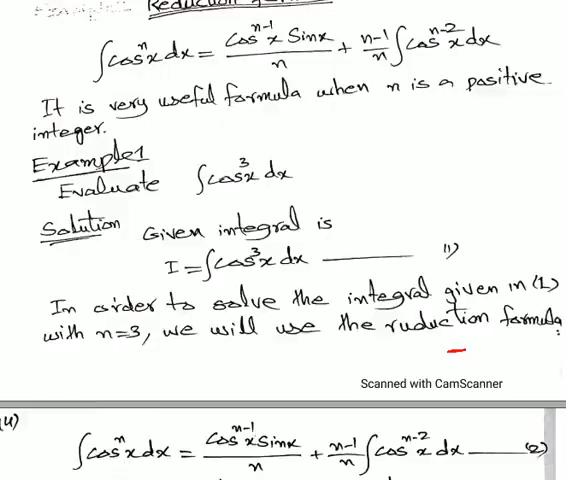 Reduction
∫cosⁿx dx = cosⁿ⁻¹x Sinx / n + n-1/n ∫cosⁿ⁻²x dx
It is very useful formula when n is a positive
integer.
Example1
Evaluate ∫cos³x dx
Solution Given integral is
I = ∫cos³x dx ——— (1)
In order to solve the integral given in (1)
with n=3, we will use the ruduction formula
Scanned with CamScanner
(4)
∫cosⁿx dx = cosⁿ⁻¹x Sinx / n + n-1/n ∫cosⁿ⁻²x dx ——— (2)